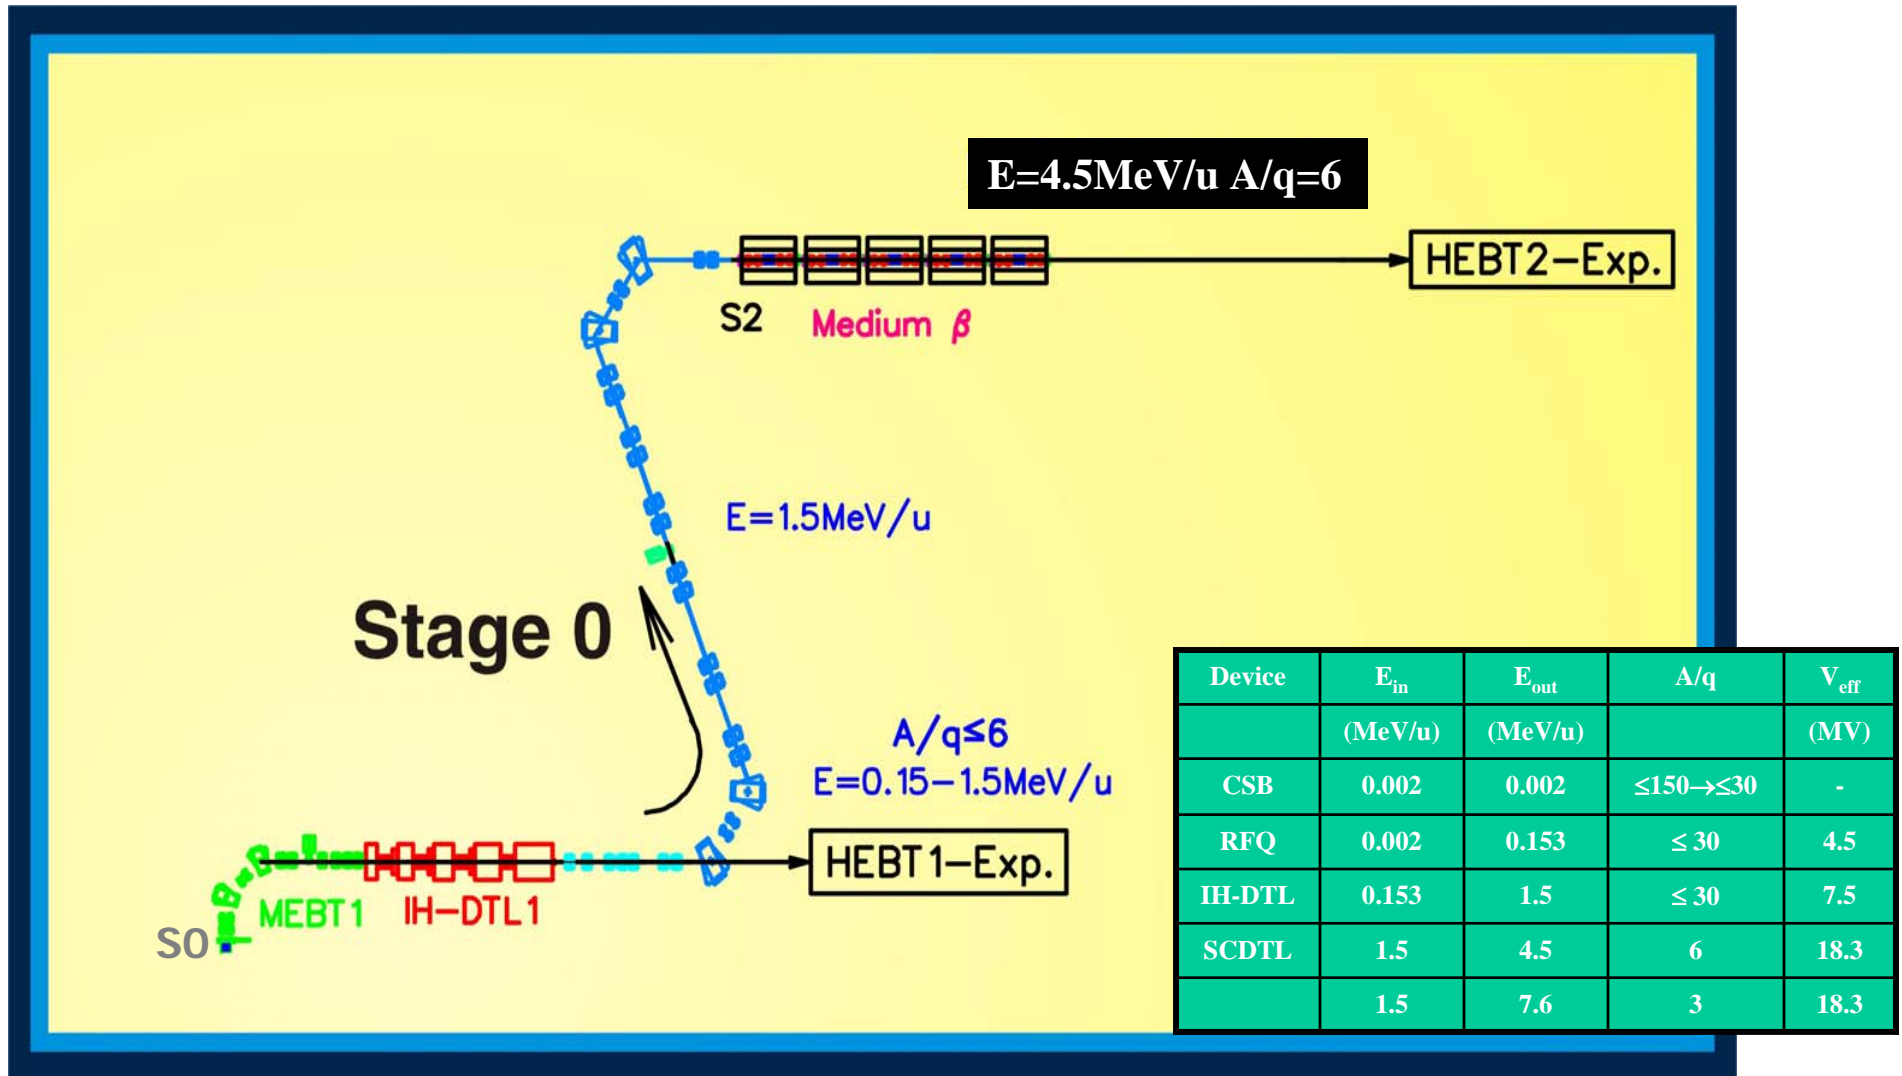 E=4.5MeV/u A/q=6
HEBT2-Exp.
S2
Medium β
E=1.5MeV/u
Stage 0
A/q≤6
E=0.15-1.5MeV/u
HEBT1-Exp.
MEBT1
IH-DTL1
S0
Device E_in E_out A/q V_eff
(MeV/u) (MeV/u) (MV)
CSB 0.002 0.002 ≤150→≤30 -
RFQ 0.002 0.153 ≤ 30 4.5
IH-DTL 0.153 1.5 ≤ 30 7.5
SCDTL 1.5 4.5 6 18.3
1.5 7.6 3 18.3